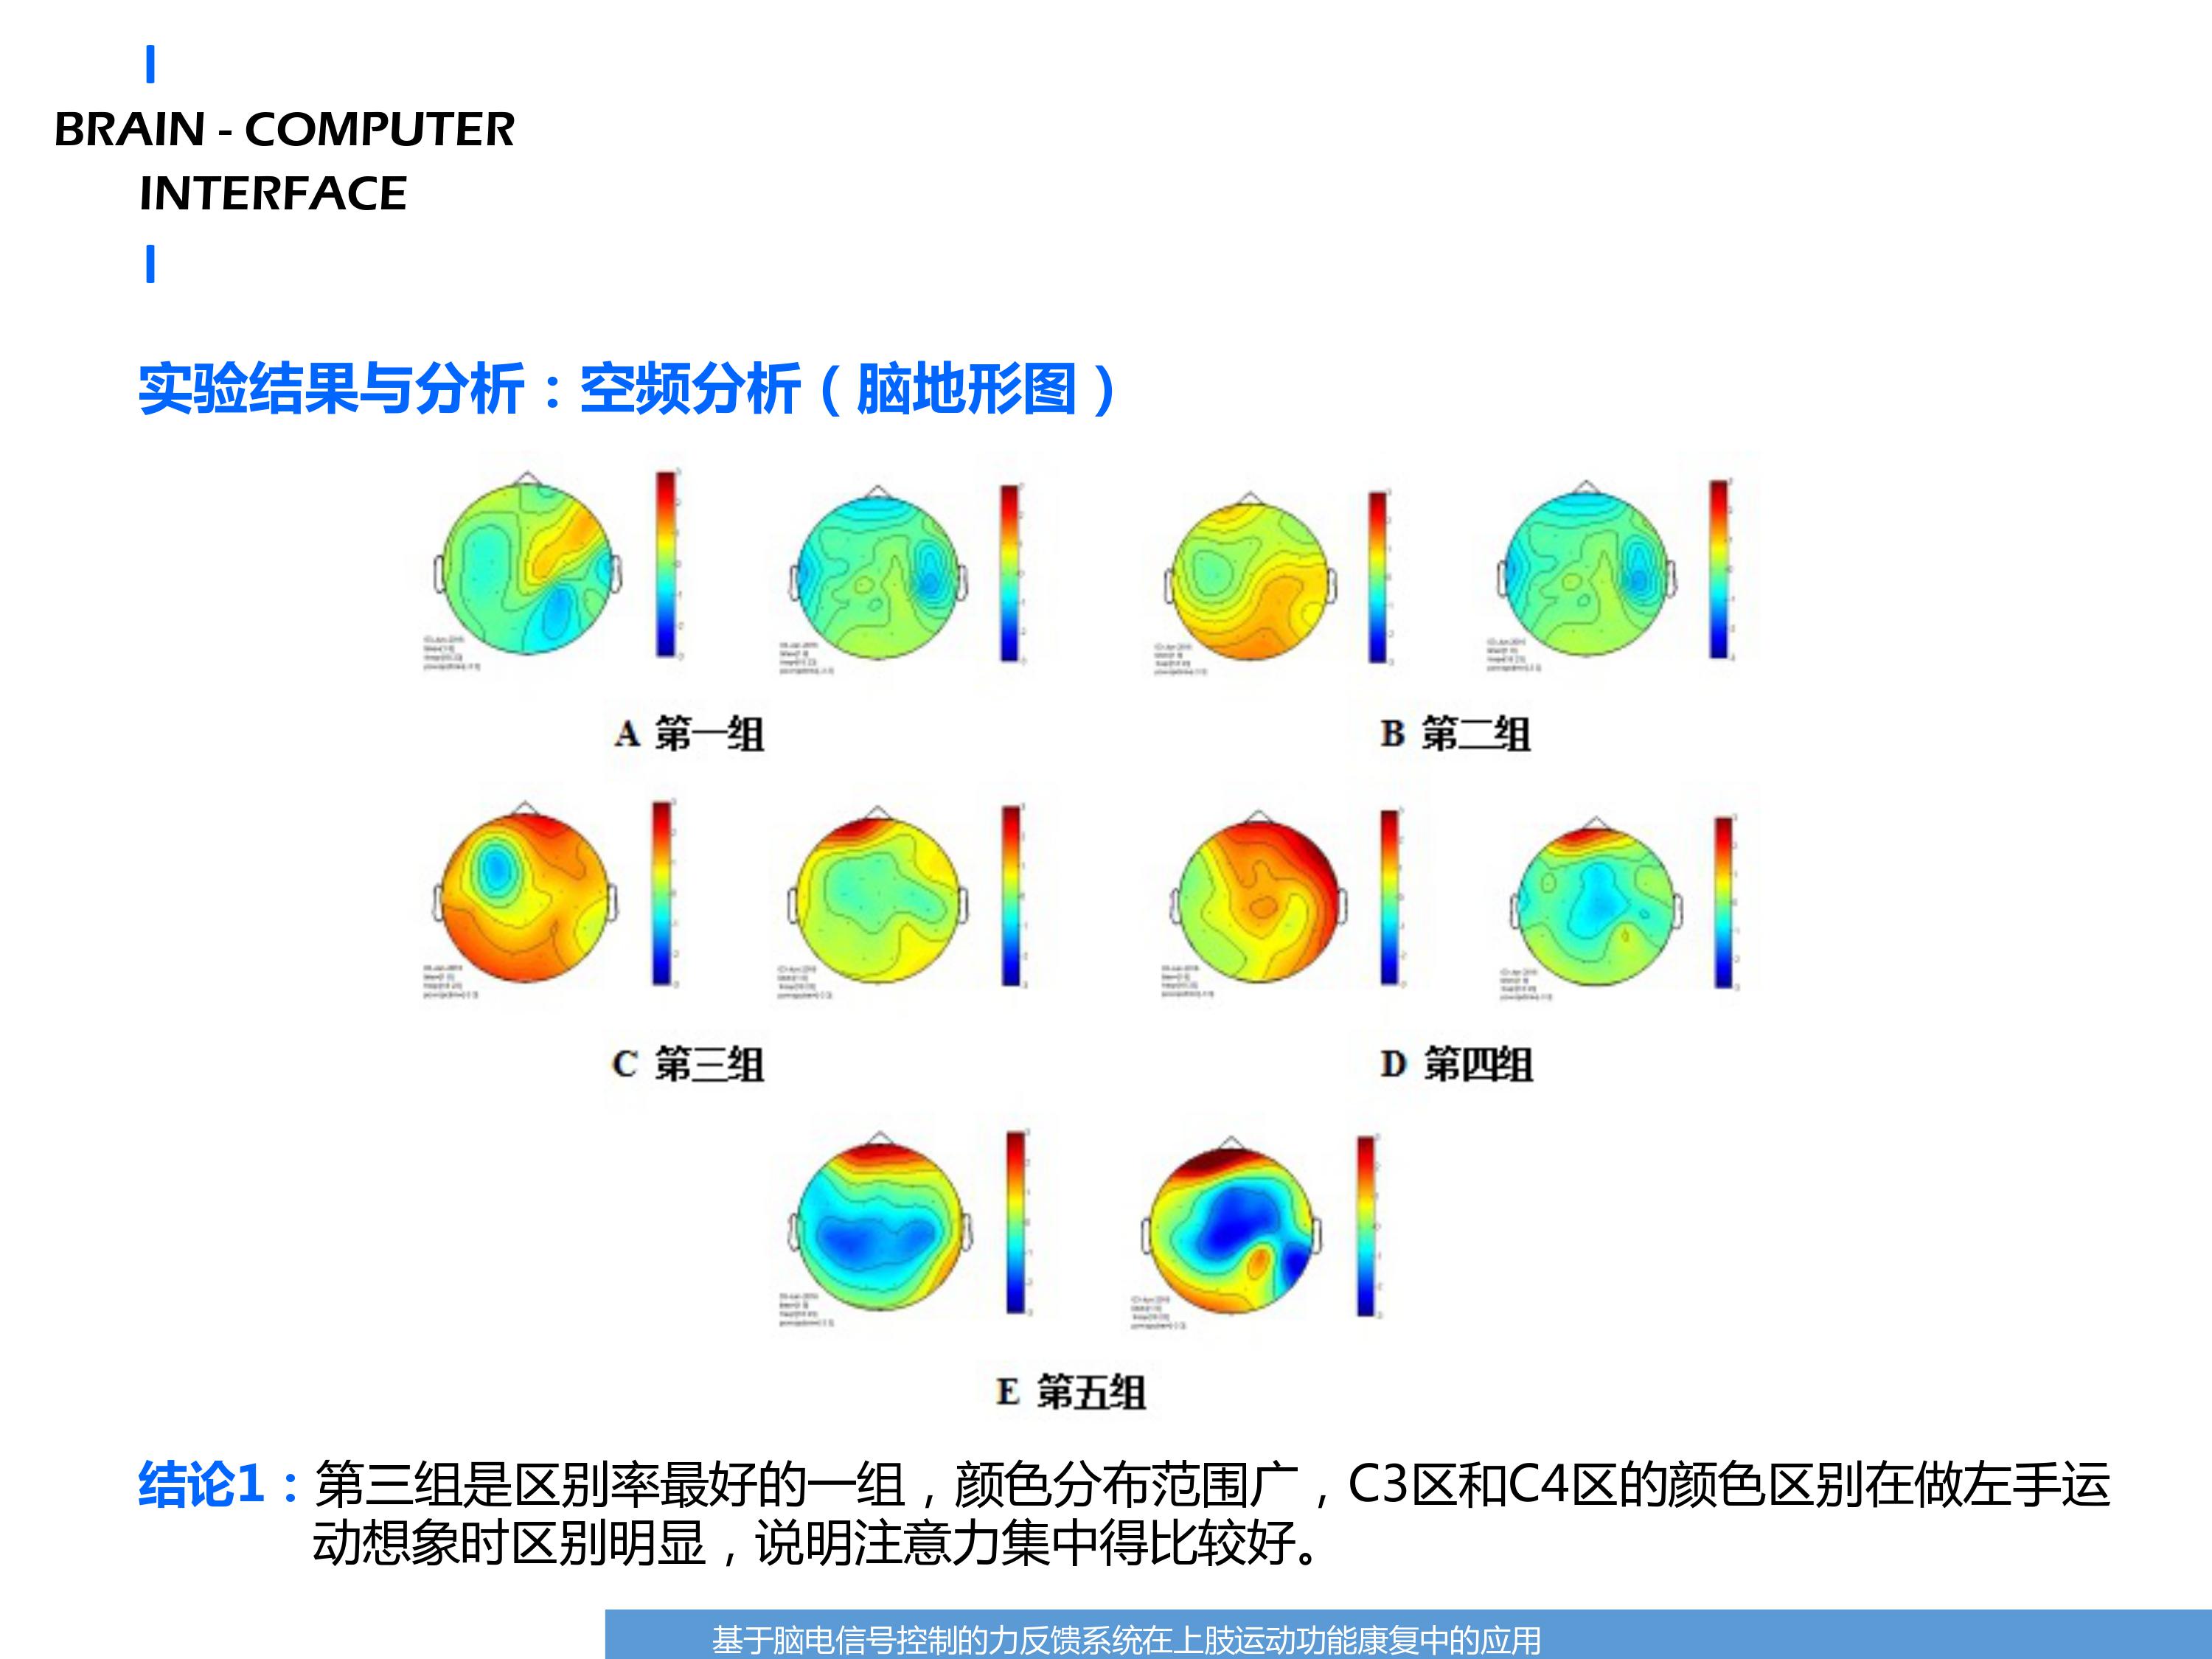 BRAIN - COMPUTER
INTERFACE
实验结果与分析：空频分析（脑地形图）
A 第一组
B 第二组
C 第三组
D 第四组
E 第五组
结论1：第三组是区别率最好的一组，颜色分布范围广，C3区和C4区的颜色区别在做左手运
动想象时区别明显，说明注意力集中得比较好。
基于脑电信号控制的力反馈系统在上肢运动功能康复中的应用